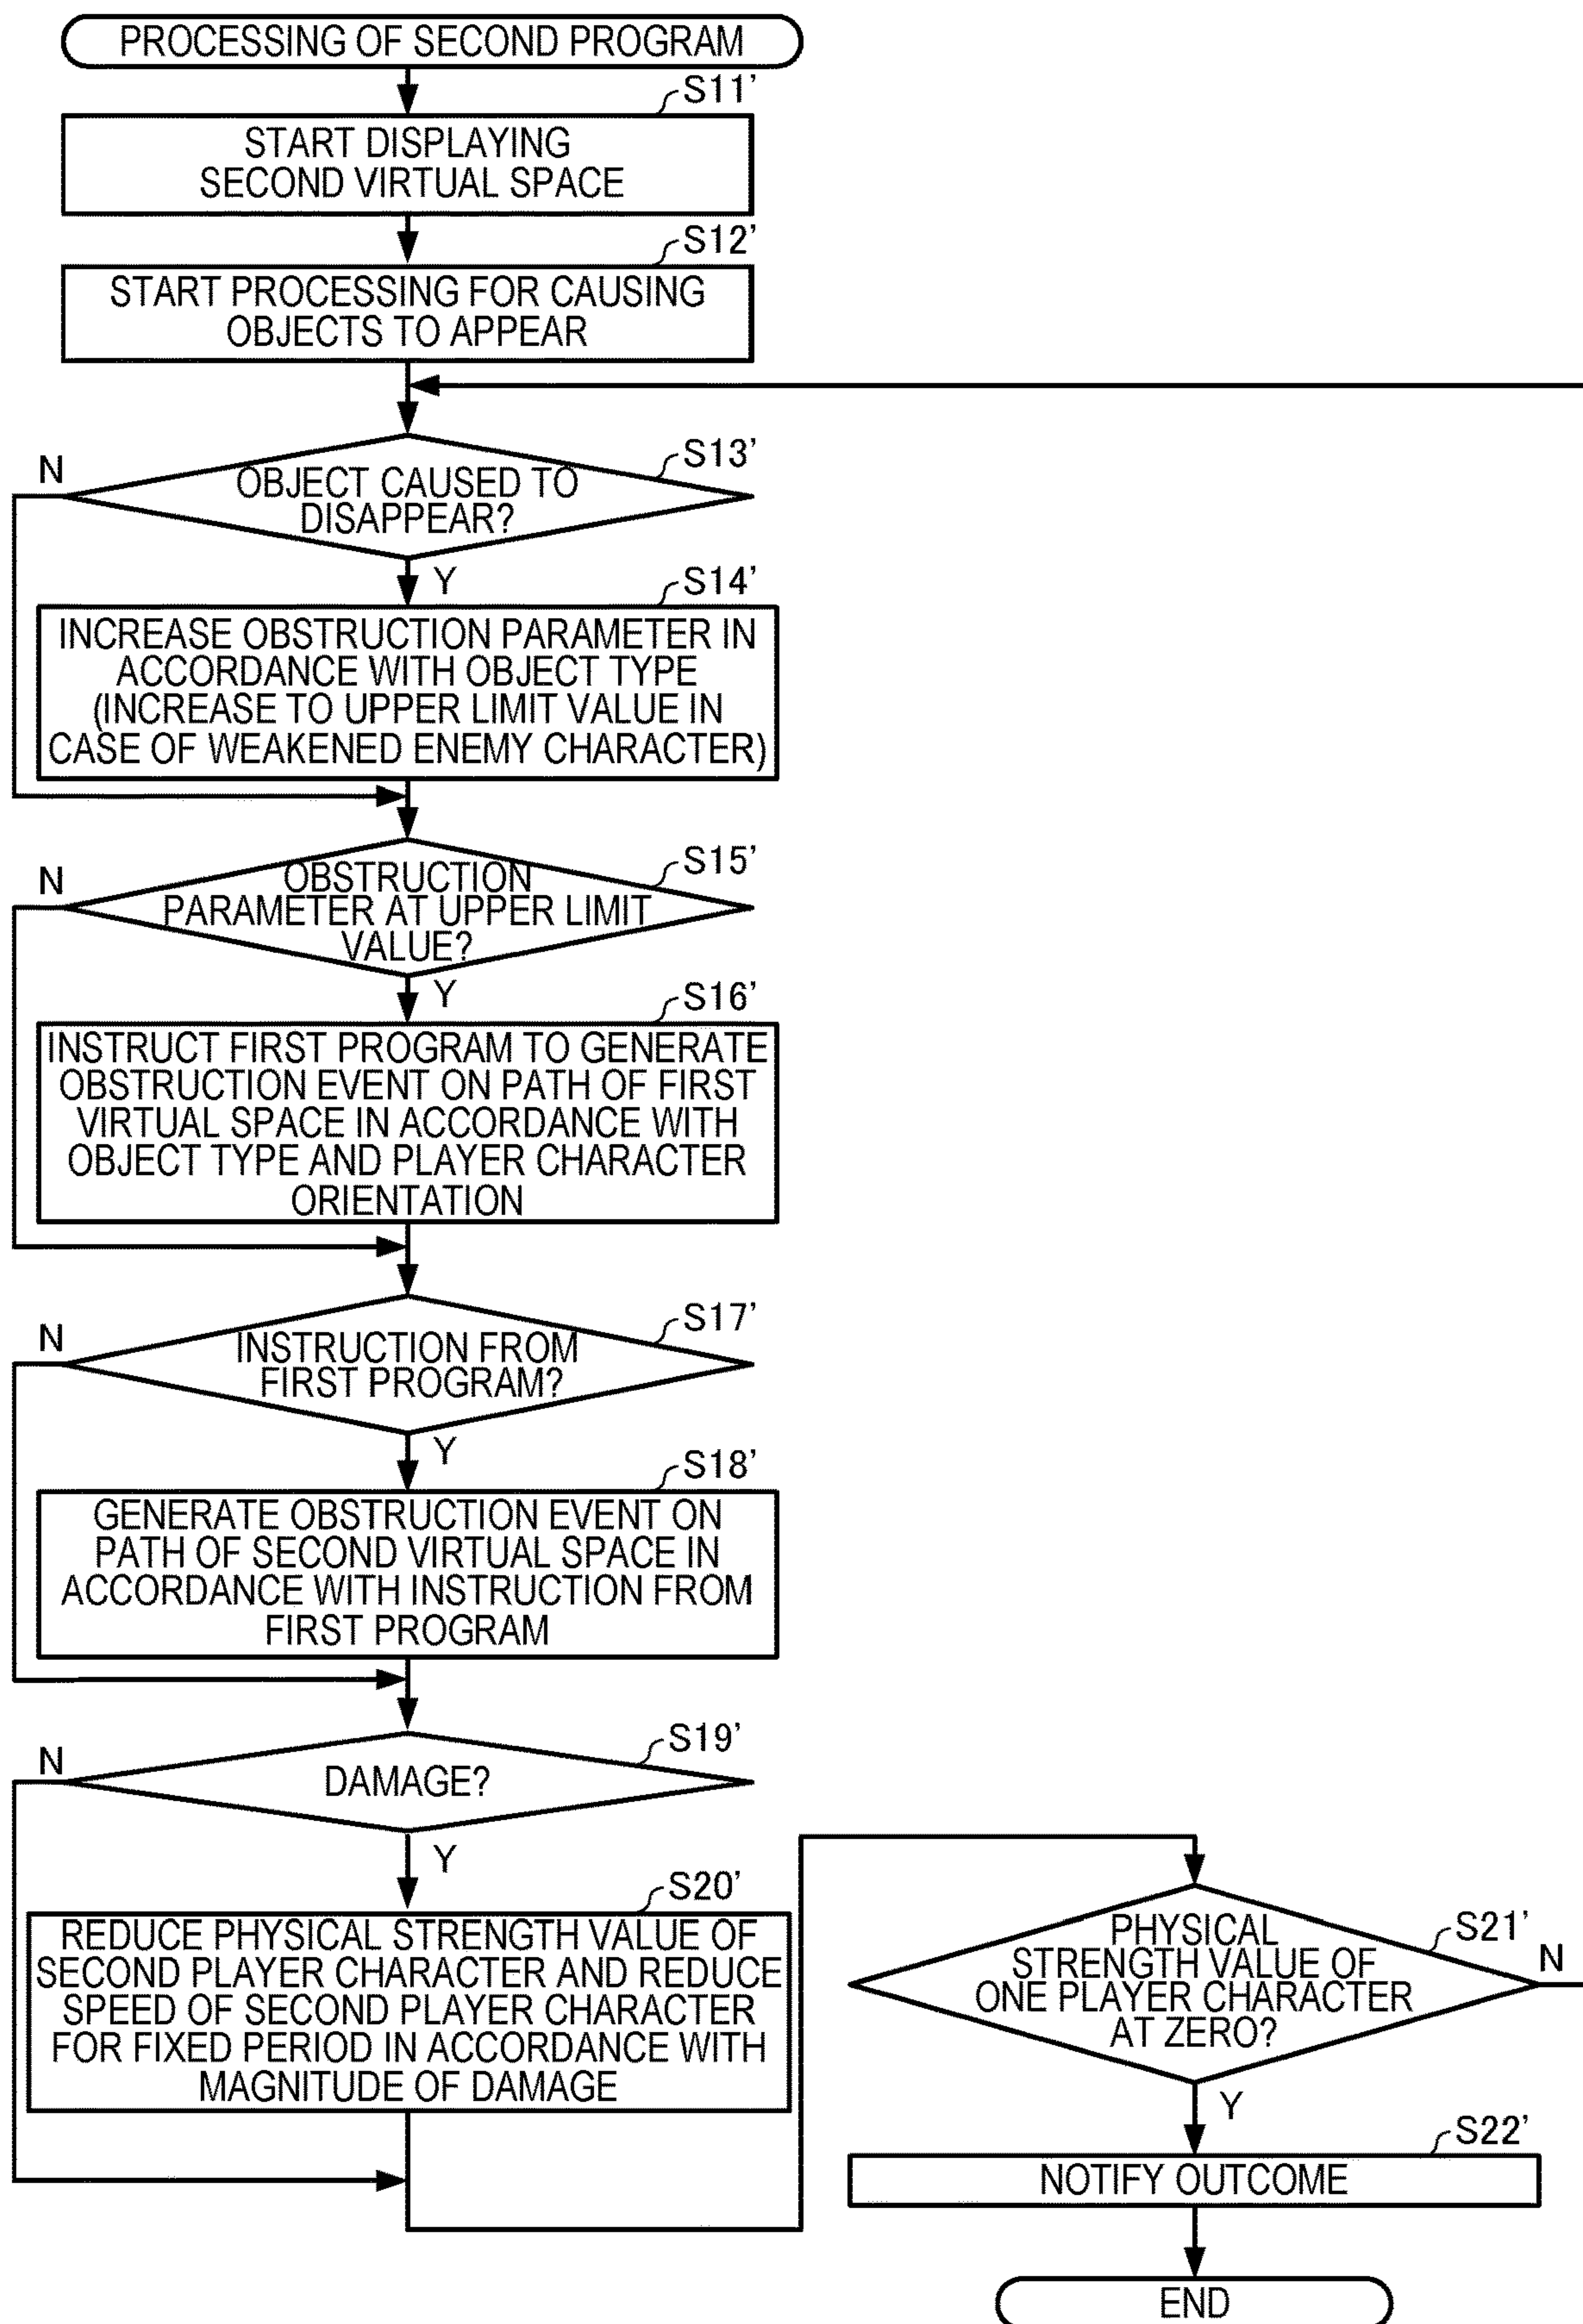 PROCESSING OF SECOND PROGRAM
S11'
START DISPLAYING
SECOND VIRTUAL SPACE
S12'
START PROCESSING FOR CAUSING
OBJECTS TO APPEAR
S13'
N
OBJECT CAUSED TO
DISAPPEAR?
Y
S14'
INCREASE OBSTRUCTION PARAMETER IN
ACCORDANCE WITH OBJECT TYPE
(INCREASE TO UPPER LIMIT VALUE IN
CASE OF WEAKENED ENEMY CHARACTER)
S15'
N
OBSTRUCTION
PARAMETER AT UPPER LIMIT
VALUE?
Y
S16'
INSTRUCT FIRST PROGRAM TO GENERATE
OBSTRUCTION EVENT ON PATH OF FIRST
VIRTUAL SPACE IN ACCORDANCE WITH
OBJECT TYPE AND PLAYER CHARACTER
ORIENTATION
S17'
N
INSTRUCTION FROM
FIRST PROGRAM?
Y
S18'
GENERATE OBSTRUCTION EVENT ON
PATH OF SECOND VIRTUAL SPACE IN
ACCORDANCE WITH INSTRUCTION FROM
FIRST PROGRAM
S19'
N
DAMAGE?
Y
S20'
REDUCE PHYSICAL STRENGTH VALUE OF
SECOND PLAYER CHARACTER AND REDUCE
SPEED OF SECOND PLAYER CHARACTER
FOR FIXED PERIOD IN ACCORDANCE WITH
MAGNITUDE OF DAMAGE
S21'
PHYSICAL
STRENGTH VALUE OF
ONE PLAYER CHARACTER
AT ZERO?
N
Y
S22'
NOTIFY OUTCOME
END